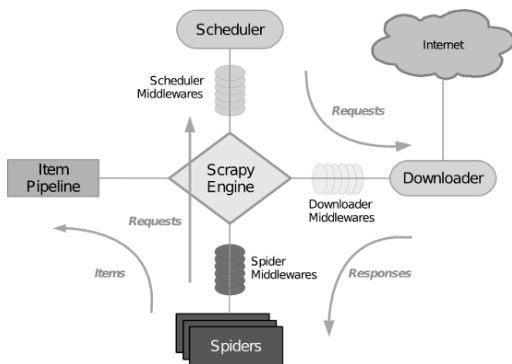 Scheduler
Internet
Scheduler
Middlewares
Requests
Item
Pipeline
Scrapy
Engine
Downloader
Requests
Downloader
Middlewares
Spider
Middlewares
Items
Responses
Spiders